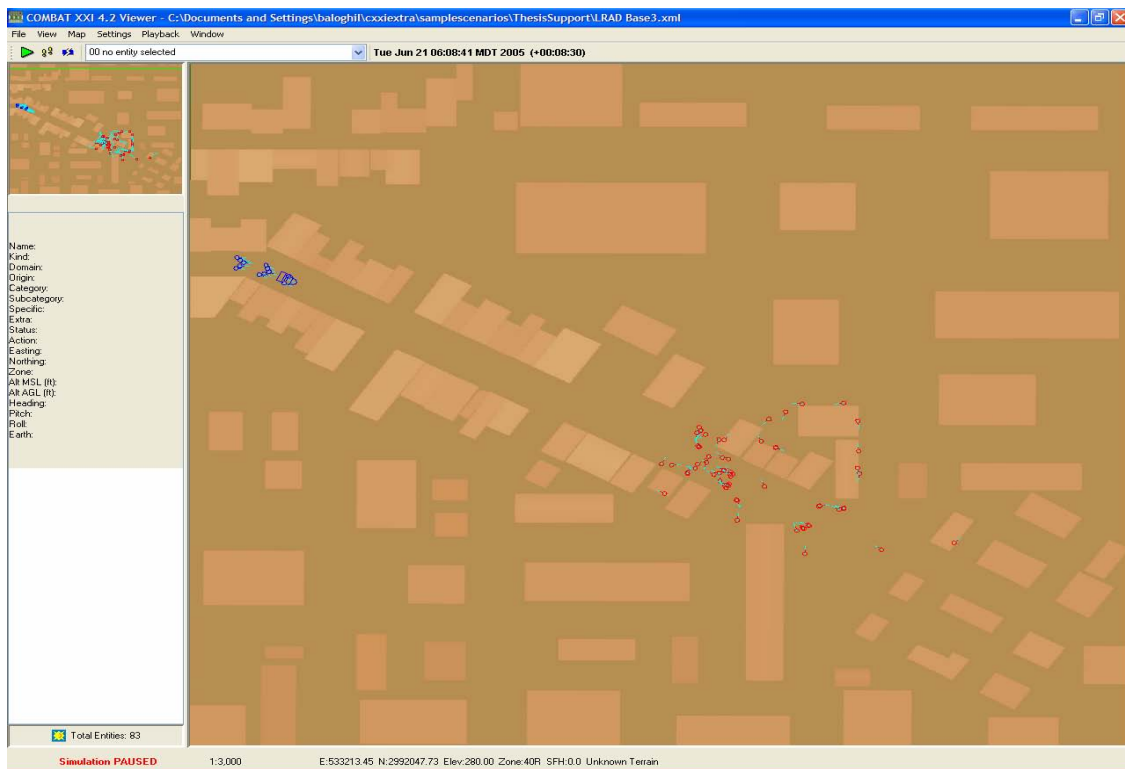 COMBAT XXI 4.2 Viewer - C:\Documents and Settings\baloghil\cxxiextra\samplescenarios\ThesisSupport\LRAD Base3.xml
File View Map Settings Playback Window
00 no entity selected Tue Jun 21 06:08:41 MDT 2005 (+00:08:30)
Name:
Kind:
Domain:
Origin:
Category:
Subcategory:
Specific:
Extra:
Status:
Action:
Easting:
Northing:
Zone:
Alt MSL (ft):
Alt AGL (ft):
Heading:
Pitch:
Roll:
Earth:
Total Entities: 83
Simulation PAUSED 1:3,000 E:533213.45 N:2992047.73 Elev:280.00 Zone:40R SFH:0.0 Unknown Terrain